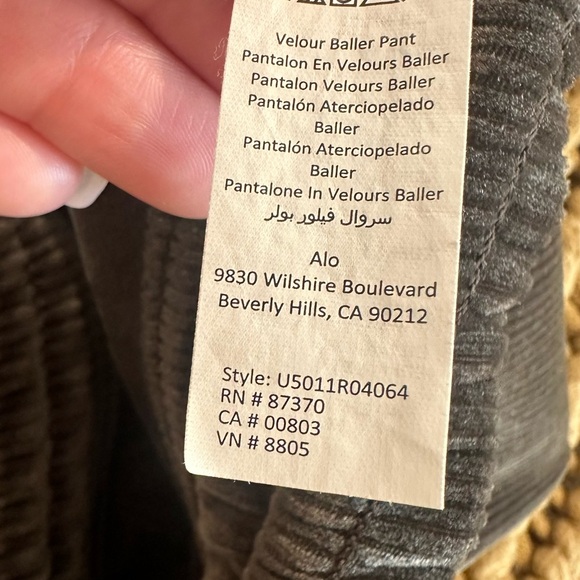 Velour Baller Pant
Pantalon En Velours Baller
Pantalon Velours Baller
Pantalón Aterciopelado
Baller
Pantalón Aterciopelado
Baller
Pantalone In Velours Baller
سروال فيلور بولر
Alo
9830 Wilshire Boulevard
Beverly Hills, CA 90212
Style: U5011R04064
RN # 87370
CA # 00803
VN # 8805